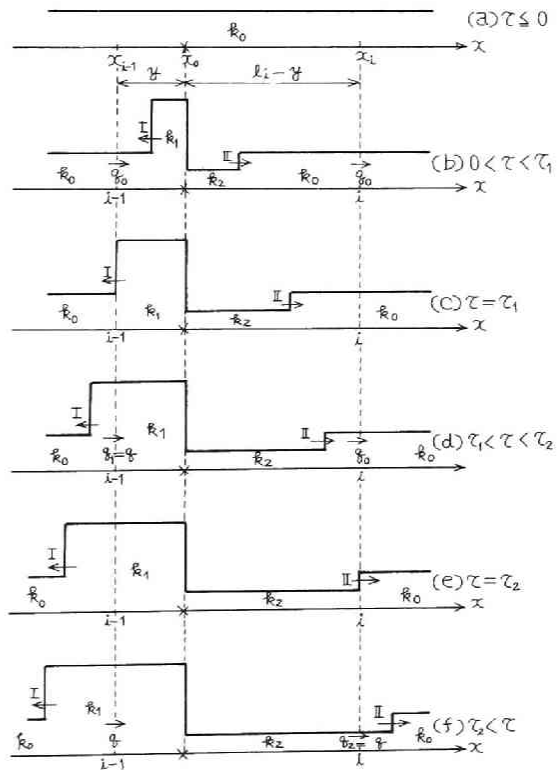 (a) τ ≦ 0
k₀
x_{i-1} x₀ x_i x
y l_i − y
I k₁
k₀ q₀ k₂ II k₀ q₀ (b) 0 < τ < τ₁
i-1 i x
I II (c) τ = τ₁
k₀ k₁ k₂ k₀
i-1 i x
I k₁ II (d) τ₁ < τ < τ₂
k₀ q₁=q k₂ q₀ k₀
i-1 i x
I k₁ II (e) τ = τ₂
k₀ k₂ k₀
i-1 i x
I k₁ II (f) τ₂ < τ
k₀ q k₂ q₂= q k₀
i-1 i x